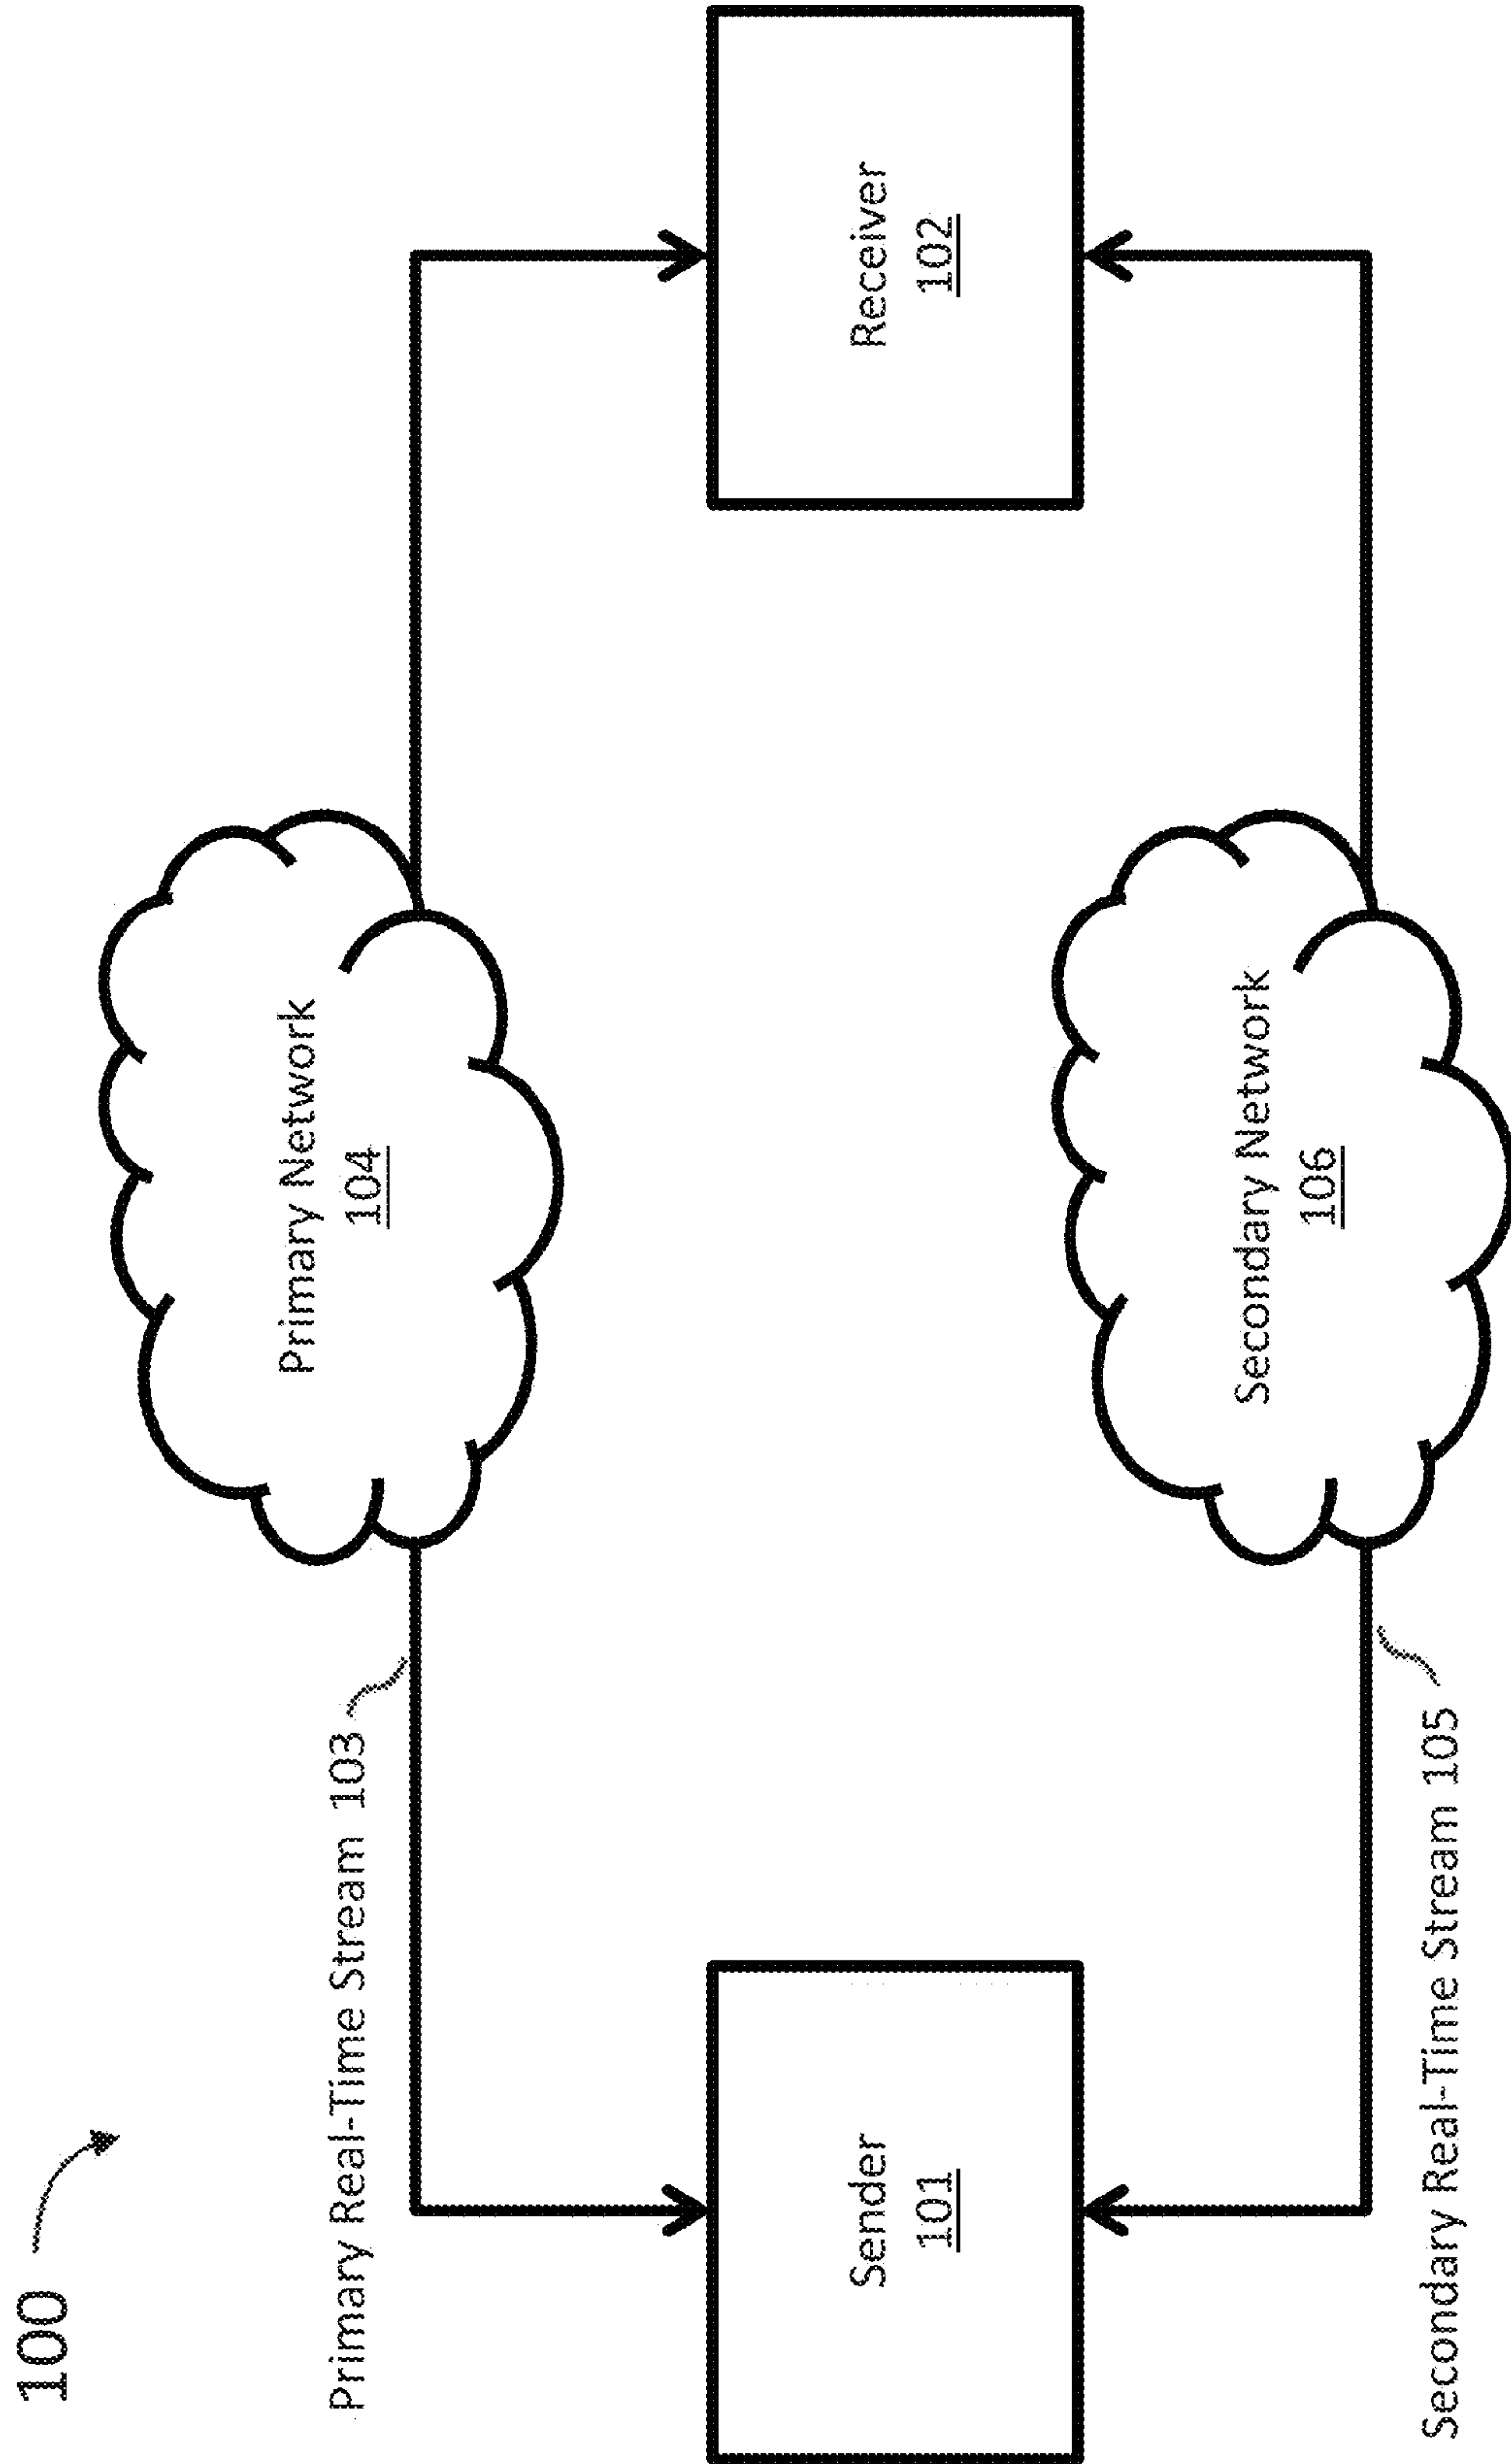 100
Primary Real-Time Stream 103
Primary Network
104
Sender
101
Receiver
102
Secondary Network
106
Secondary Real-Time Stream 105